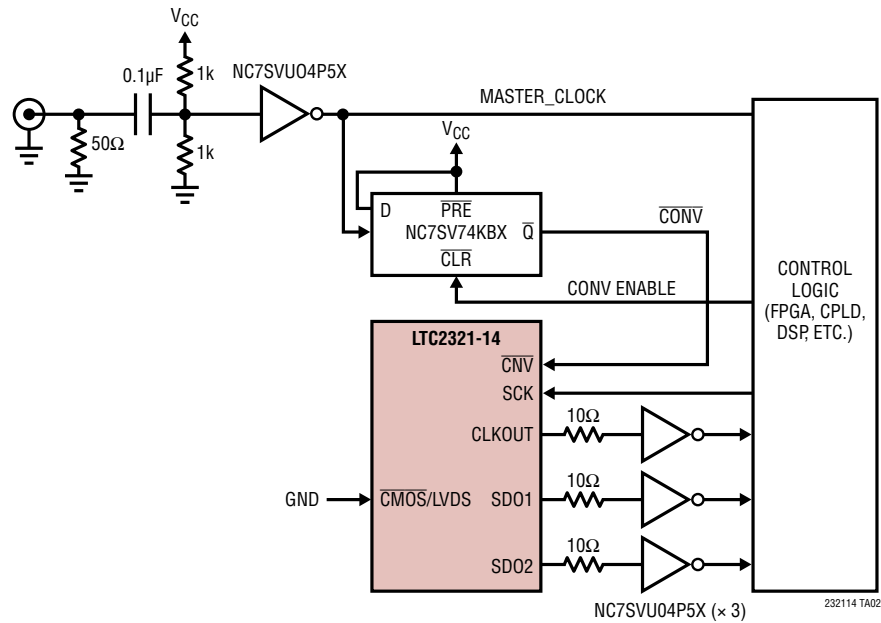 VCC
0.1µF
1k
NC7SVUO4P5X
MASTER_CLOCK
50Ω
1k
VCC
D
PRE
NC7SV74KBX
Q
CLR
CONV
CONV ENABLE
CONTROL
LOGIC
(FPGA, CPLD,
DSP, ETC.)
LTC2321-14
CNV
SCK
10Ω
CLKOUT
10Ω
GND
CMOS/LVDS
SDO1
10Ω
SDO2
NC7SVU04P5X (× 3)
232114 TA02